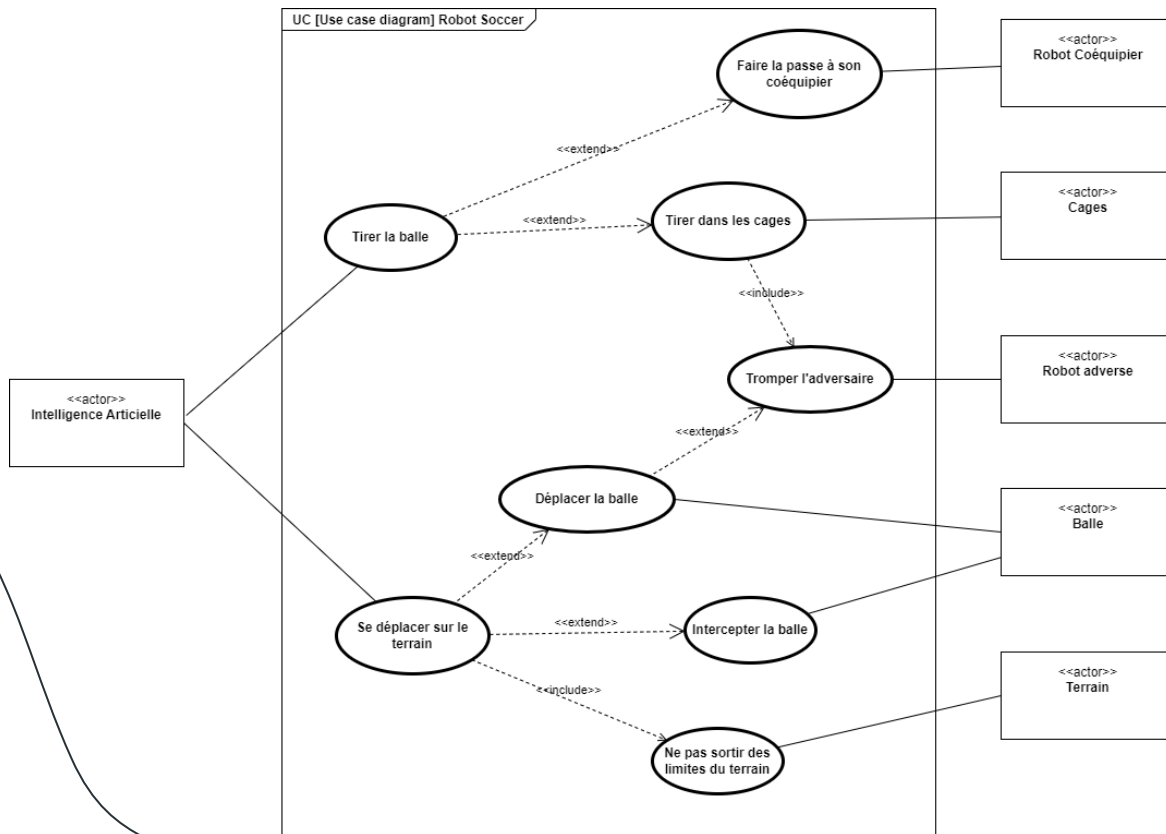 UC [Use case diagram] Robot Soccer
<<actor>>
Robot Coéquipier
Faire la passe à son
coéquipier
<<extend>>
<<actor>>
Cages
Tirer la balle
<<extend>>
Tirer dans les cages
<<include>>
<<actor>>
Robot adverse
Tromper l'adversaire
<<actor>>
Intelligence Articielle
<<extend>>
Déplacer la balle
<<actor>>
Balle
<<extend>>
Se déplacer sur le
terrain
<<extend>>
Intercepter la balle
<<include>>
<<actor>>
Terrain
Ne pas sortir des
limites du terrain